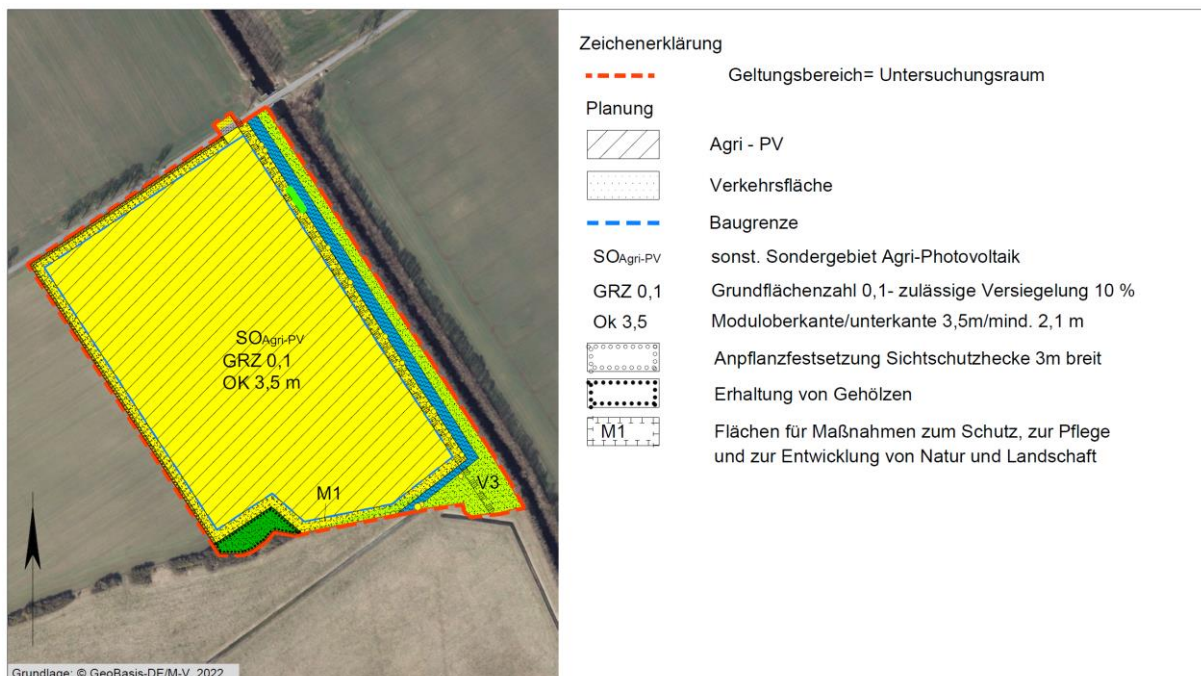 SOAgri-PV
GRZ 0,1
OK 3,5 m
M1
V3
Grundlage: © GeoBasis-DE/M-V, 2022
Zeichenerklärung
Geltungsbereich= Untersuchungsraum
Planung
Agri - PV
Verkehrsfläche
Baugrenze
SOAgri-PV sonst. Sondergebiet Agri-Photovoltaik
GRZ 0,1 Grundflächenzahl 0,1- zulässige Versiegelung 10 %
Ok 3,5 Moduloberkante/unterkante 3,5m/mind. 2,1 m
Anpflanzfestsetzung Sichtschutzhecke 3m breit
Erhaltung von Gehölzen
M1 Flächen für Maßnahmen zum Schutz, zur Pflege
und zur Entwicklung von Natur und Landschaft